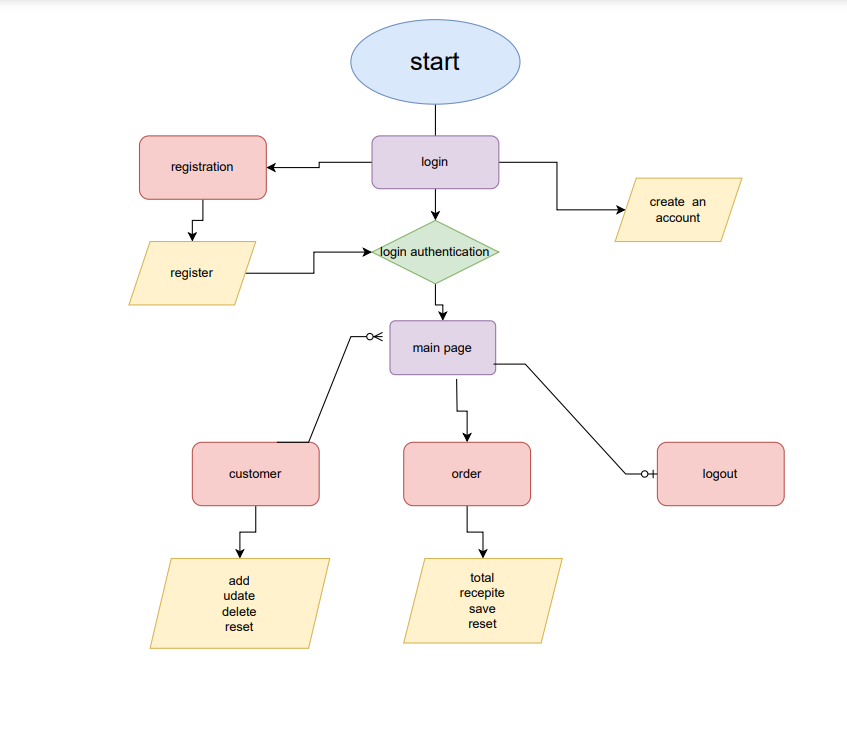 start
registration
login
create an
account
login authentication
register
main page
customer
order
logout
add
udate
delete
reset
total
recepite
save
reset